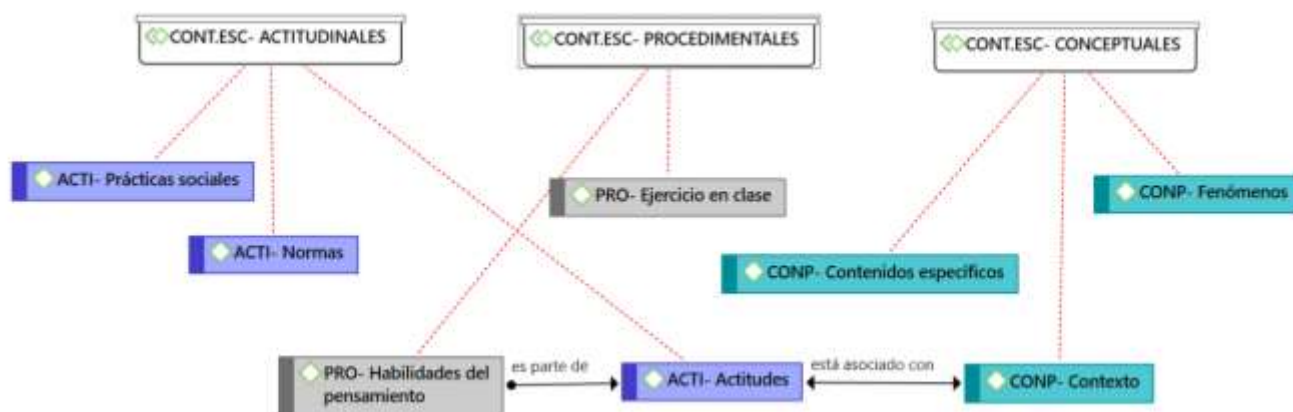 CONT.ESC- ACTITUDINALES
CONT.ESC- PROCEDIMENTALES
CONT.ESC- CONCEPTUALES
ACTI- Prácticas sociales
PRO- Ejercicio en clase
CONP- Fenómenos
ACTI- Normas
CONP- Contenidos específicos
PRO- Habilidades del
pensamiento
es parte de
ACTI- Actitudes
está asociado con
CONP- Contexto